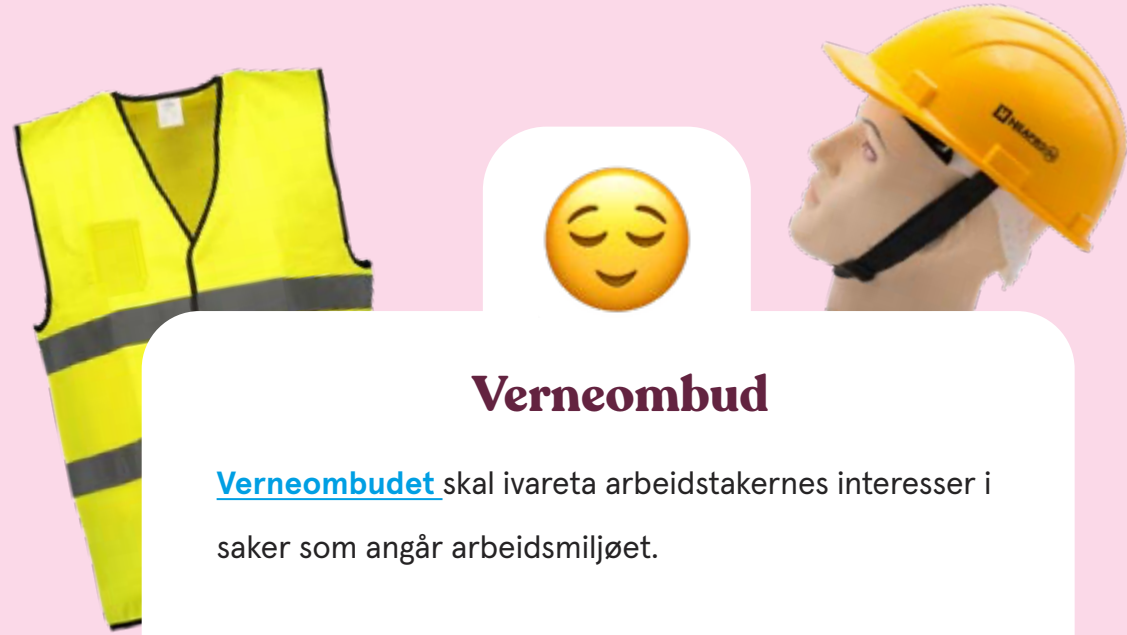 Verneombud
Verneombudet skal ivareta arbeidstakernes interesser i
saker som angår arbeidsmiljøet.